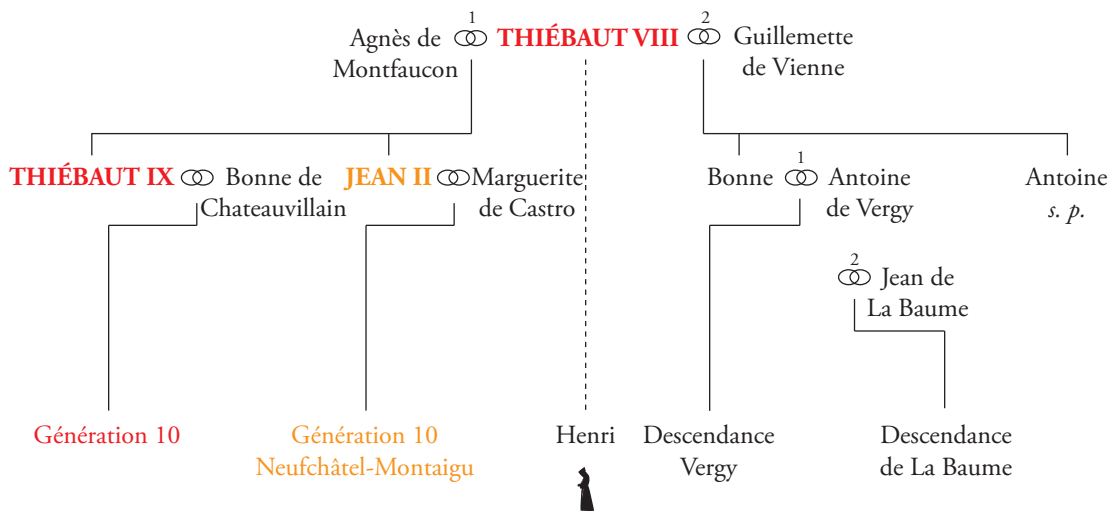 1
2
Agnès de
Montfaucon
THIÉBAUT VIII
Guillemette
de Vienne
THIÉBAUT IX
Bonne de
Chateauvillain
JEAN II
Marguerite
de Castro
Bonne
1
Antoine
de Vergy
Antoine
s. p.
2
Jean de
La Baume
Génération 10
Génération 10
Neufchâtel-Montaigu
Henri
Descendance
Vergy
Descendance
de La Baume